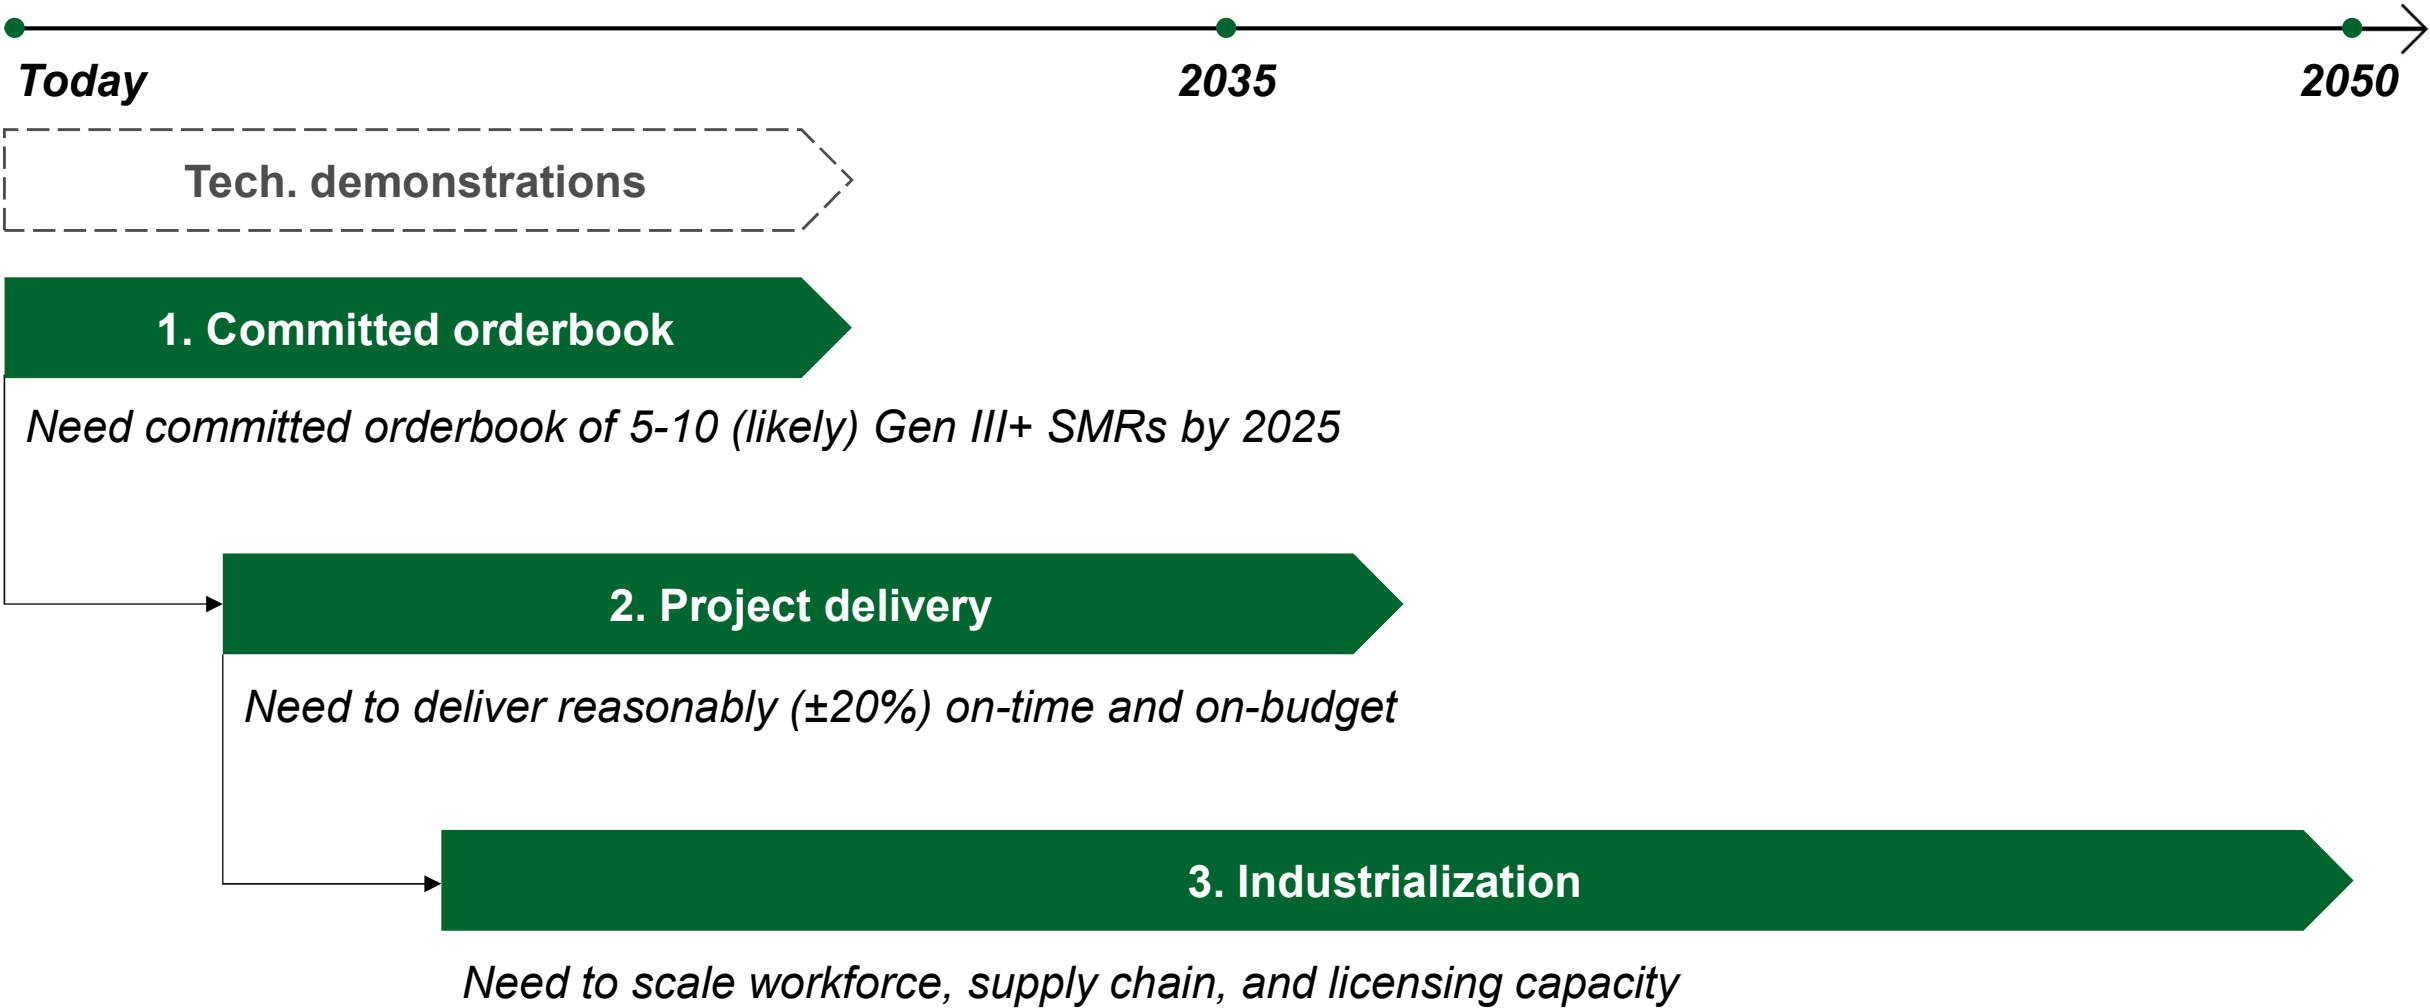 Today
2035
2050
Tech. demonstrations
1. Committed orderbook
Need committed orderbook of 5-10 (likely) Gen III+ SMRs by 2025
2. Project delivery
Need to deliver reasonably (±20%) on-time and on-budget
3. Industrialization
Need to scale workforce, supply chain, and licensing capacity